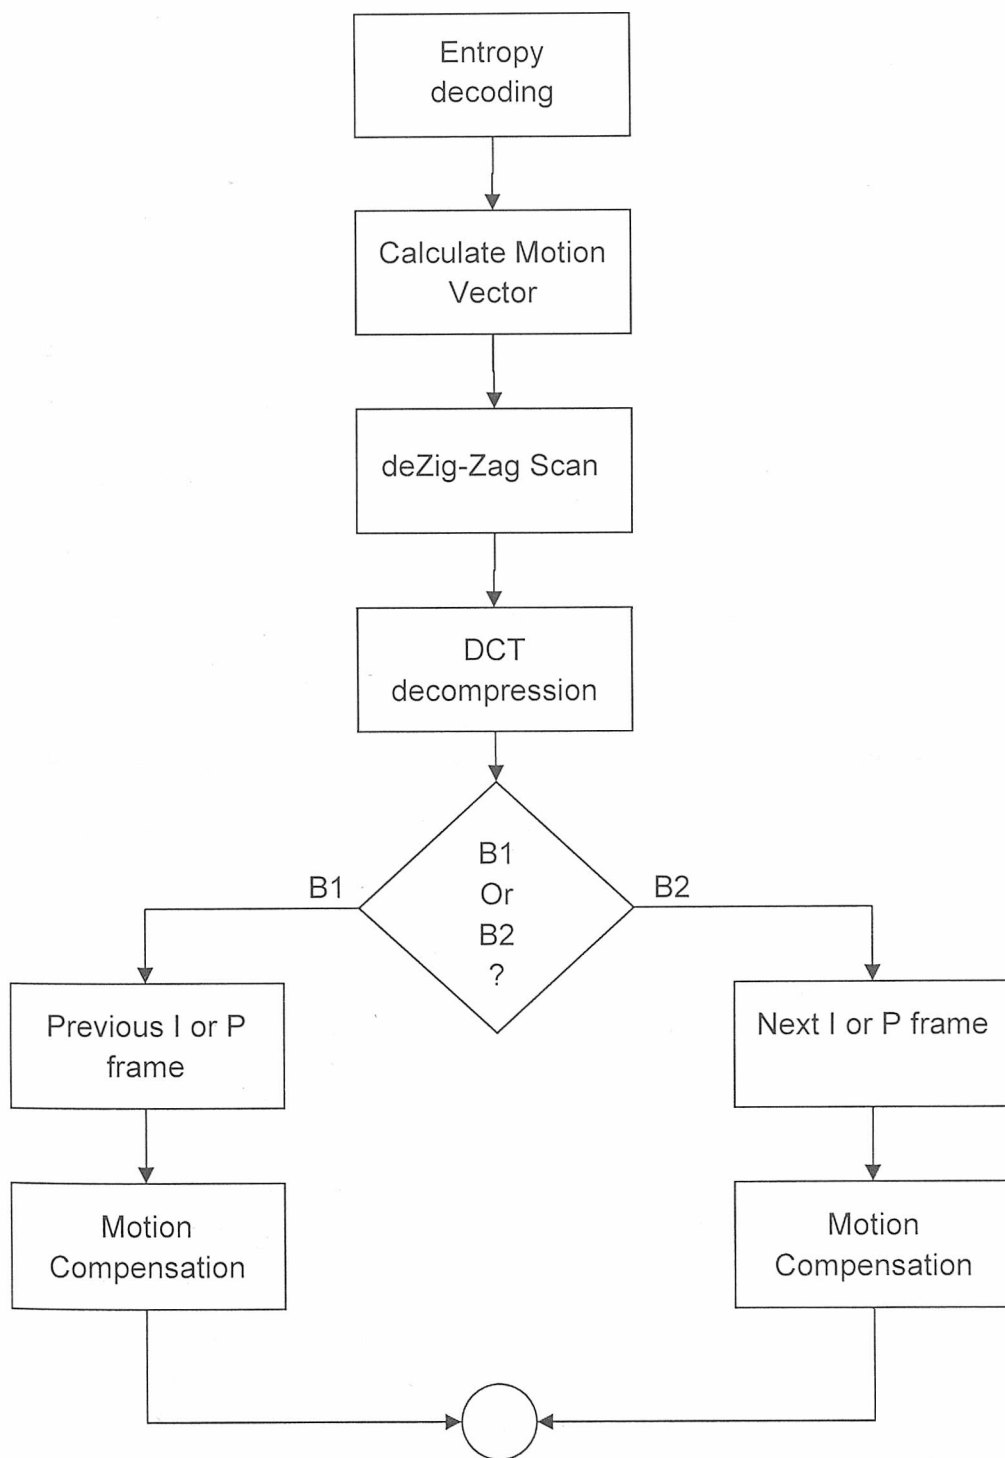 Entropy
decoding
Calculate Motion
Vector
deZig-Zag Scan
DCT
decompression
B1
Or
B2
?
B1
B2
Previous I or P
frame
Next I or P frame
Motion
Compensation
Motion
Compensation